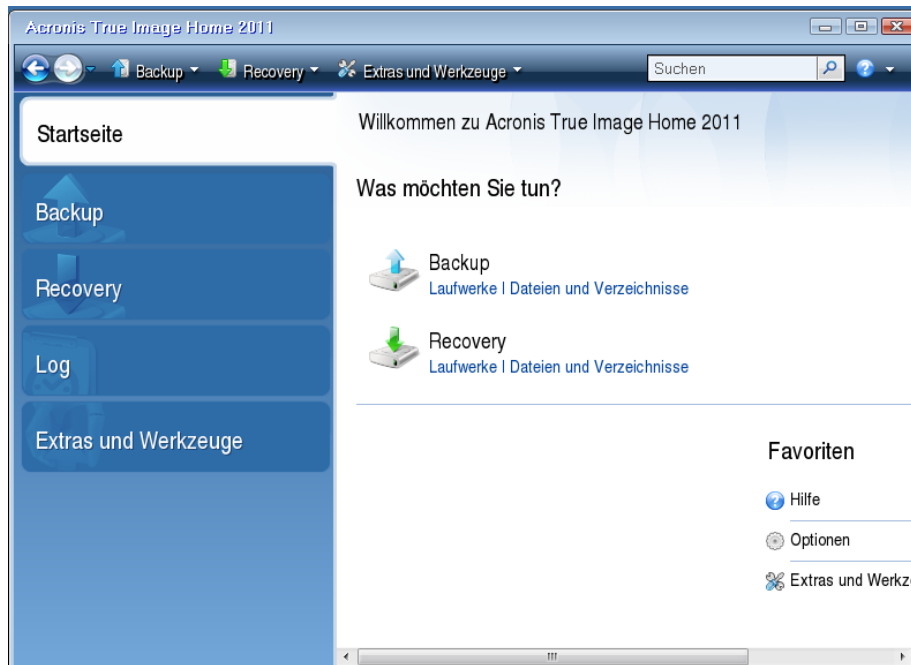 Acronis True Image Home 2011
Backup Recovery Extras und Werkzeuge Suchen
Startseite
Backup
Recovery
Log
Extras und Werkzeuge
Willkommen zu Acronis True Image Home 2011
Was möchten Sie tun?
Backup
Laufwerke | Dateien und Verzeichnisse
Recovery
Laufwerke | Dateien und Verzeichnisse
Favoriten
Hilfe
Optionen
Extras und